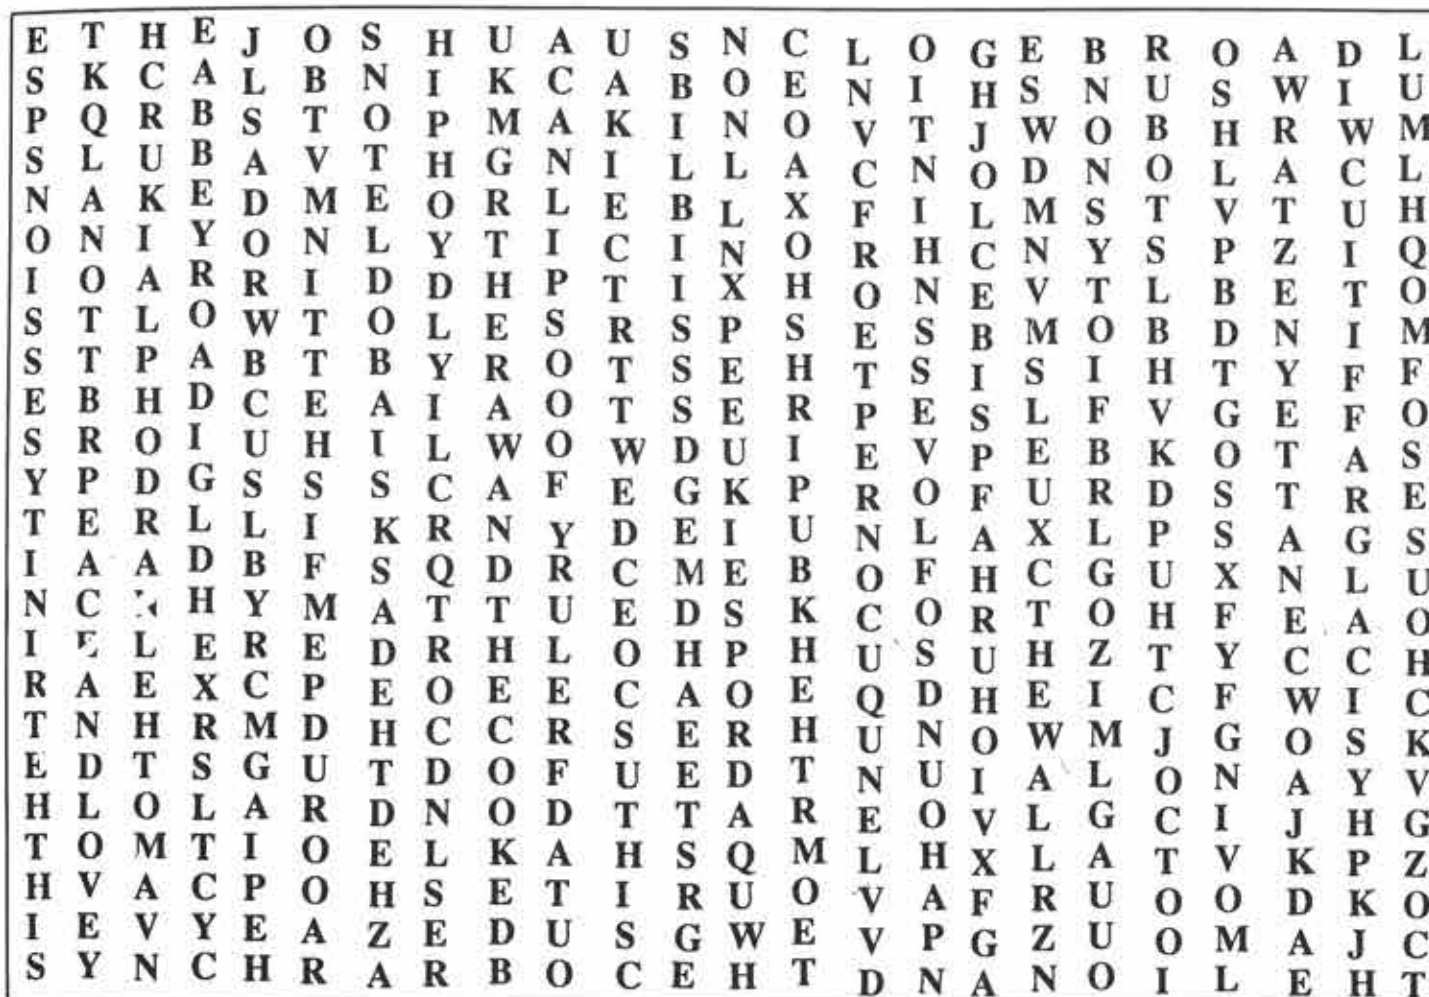 E T H E J O S H U A U S N C L O G E B R O A D L
S K C A L B N I K C A B O E N I H S N U S W I U
P Q R B S T O P M A K I N O V T J W O B H R W M
S L U B A V T H G N I L L A C N O D N O L A C L
N A K E D M E O R L E B L X F I L M S T V T U H
O N I Y O N L Y T I C I N O R H C N Y S P Z I Q
I O A R R I D D H P T I X H O N E V T L B E T O
S T L O W T O L E S R S P S E S B M O B D N I M
S T P A B T B Y R O T S E H T S I S I H T Y F F
E B H D C E A I A O T S E R P E S L F V G E F O
S R O I U H I L W O W D U I E V P E B K O T A S
Y P D G S S S C A F E G K P R O F U R D S T R E
T E R L L I K R N Y D E I U N L A X L P S A G S
I A A D B F S Q D R C M E B O F H C G U X N L U
N C H Y M A T T U E D S K C O R T O H F E A O
I E L E R E D R H L O H P H U S U H Z T Y C C H
R A E X C P E O E E C A O E Q D H E I C F W I C
T N H R M D H C C R S E R H U N O W M J G O S K
E D T S G U T D O F U E D T N U I A L O N A Y V
H L O L A R D N O D T T A R E O V L G C I J H G
T O M T I O E L K A H S Q M L H X L A T V K P Z
H V A C P O H S E T I R U O V A F R U O O D K O
I E V Y E A Z E D U S G W E V P G Z U O M A J C
S Y N C H R A R B O C E H T D N A N O I L E H T